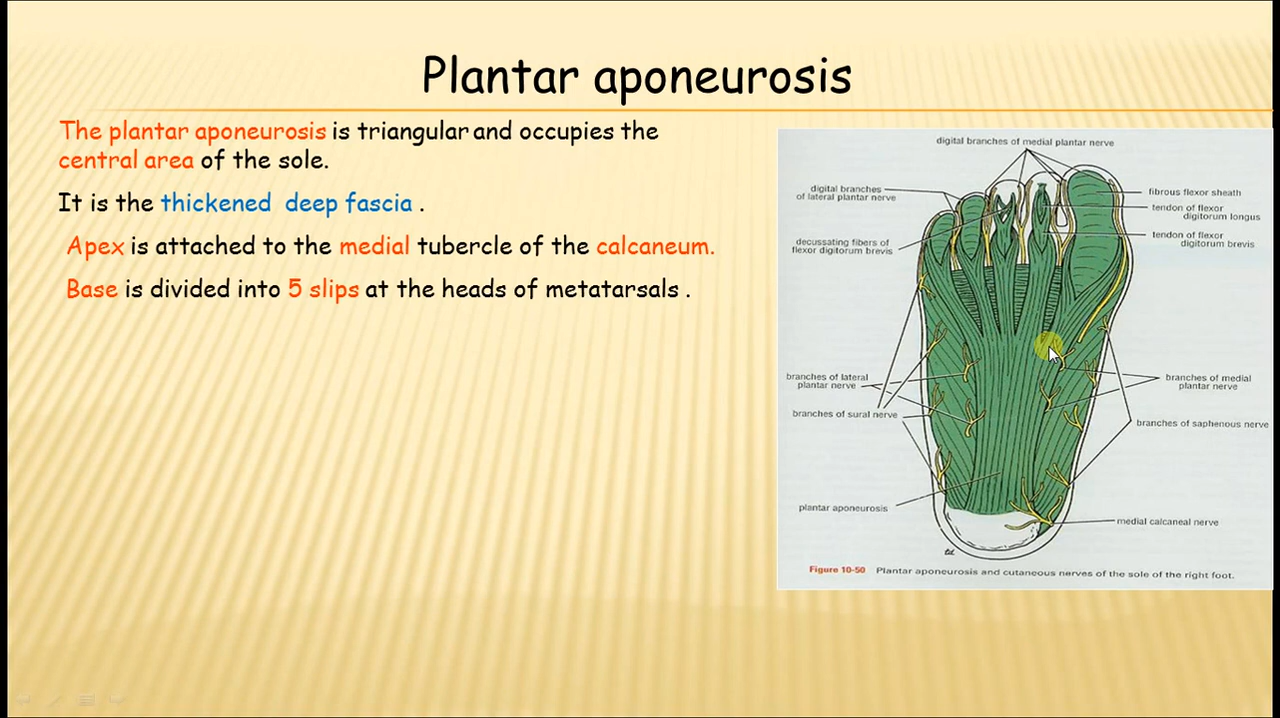 Plantar aponeurosis
The plantar aponeurosis is triangular and occupies the
central area of the sole.
It is the thickened deep fascia .
Apex is attached to the medial tubercle of the calcaneum.
Base is divided into 5 slips at the heads of metatarsals .
digital branches of medial plantar nerve
digital branches
of lateral plantar nerve
decussating fibers of
flexor digitorum brevis
fibrous flexor sheath
tendon of flexor
digitorum longus
tendon of flexor
digitorum brevis
branches of lateral
plantar nerve
branches of sural nerve
branches of medial
plantar nerve
branches of saphenous nerve
plantar aponeurosis
medial calcaneal nerve
Figure 10-50 Plantar aponeurosis and cutaneous nerves of the sole of the right foot.